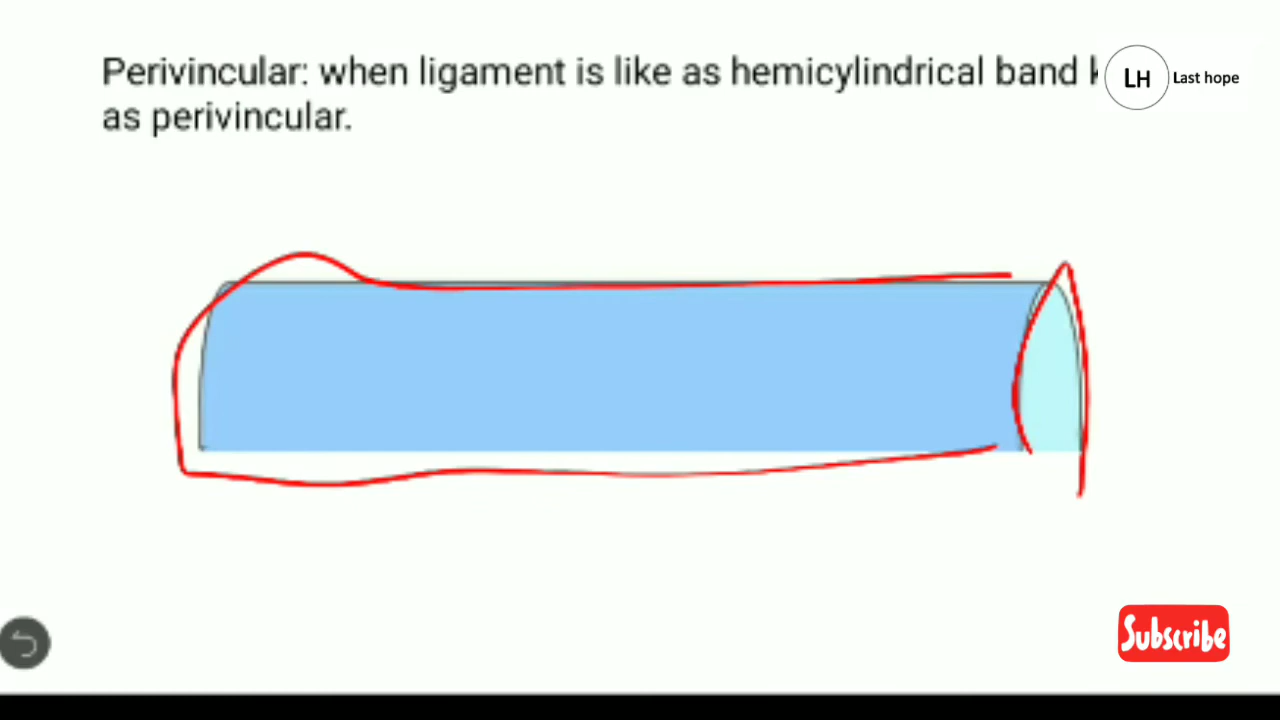 Perivincular: when ligament is like as hemicylindrical band
as perivincular.
LH
Last hope
Subscribe